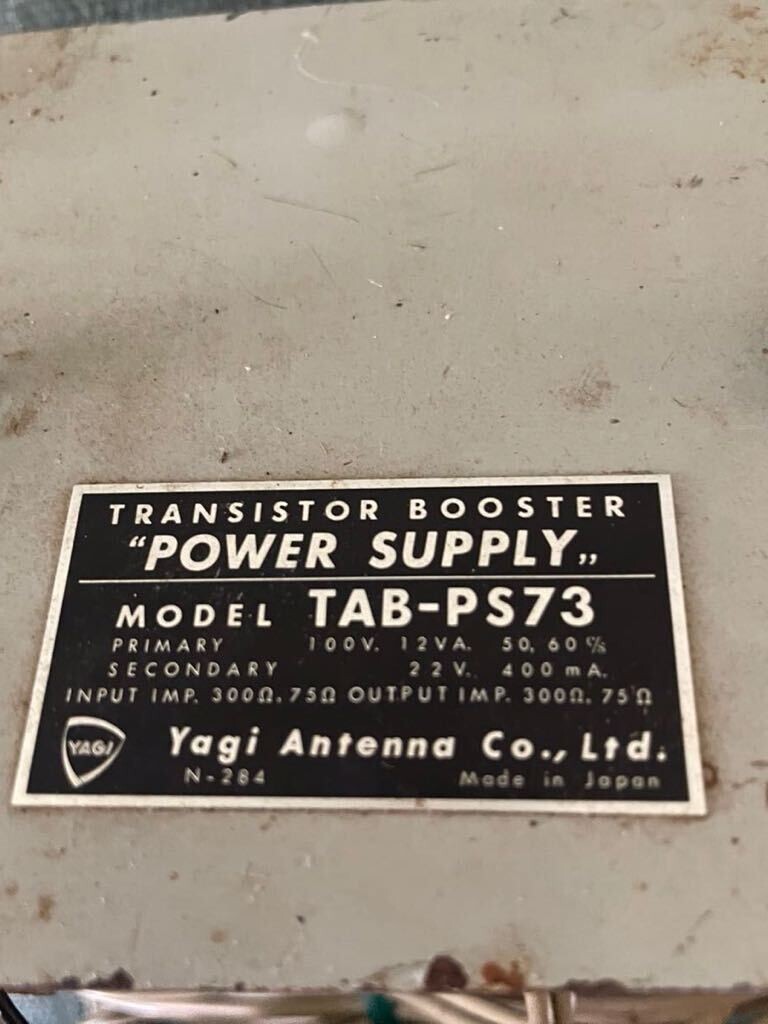 TRANSISTOR BOOSTER
“POWER SUPPLY„
MODEL TAB-PS73
PRIMARY 100V. 12VA. 50, 60 c/s
SECONDARY 22V. 400mA.
INPUT IMP. 300Ω. 75Ω OUTPUT IMP. 300Ω. 75Ω
YAGI Yagi Antenna Co., Ltd.
N-284 Made in Japan